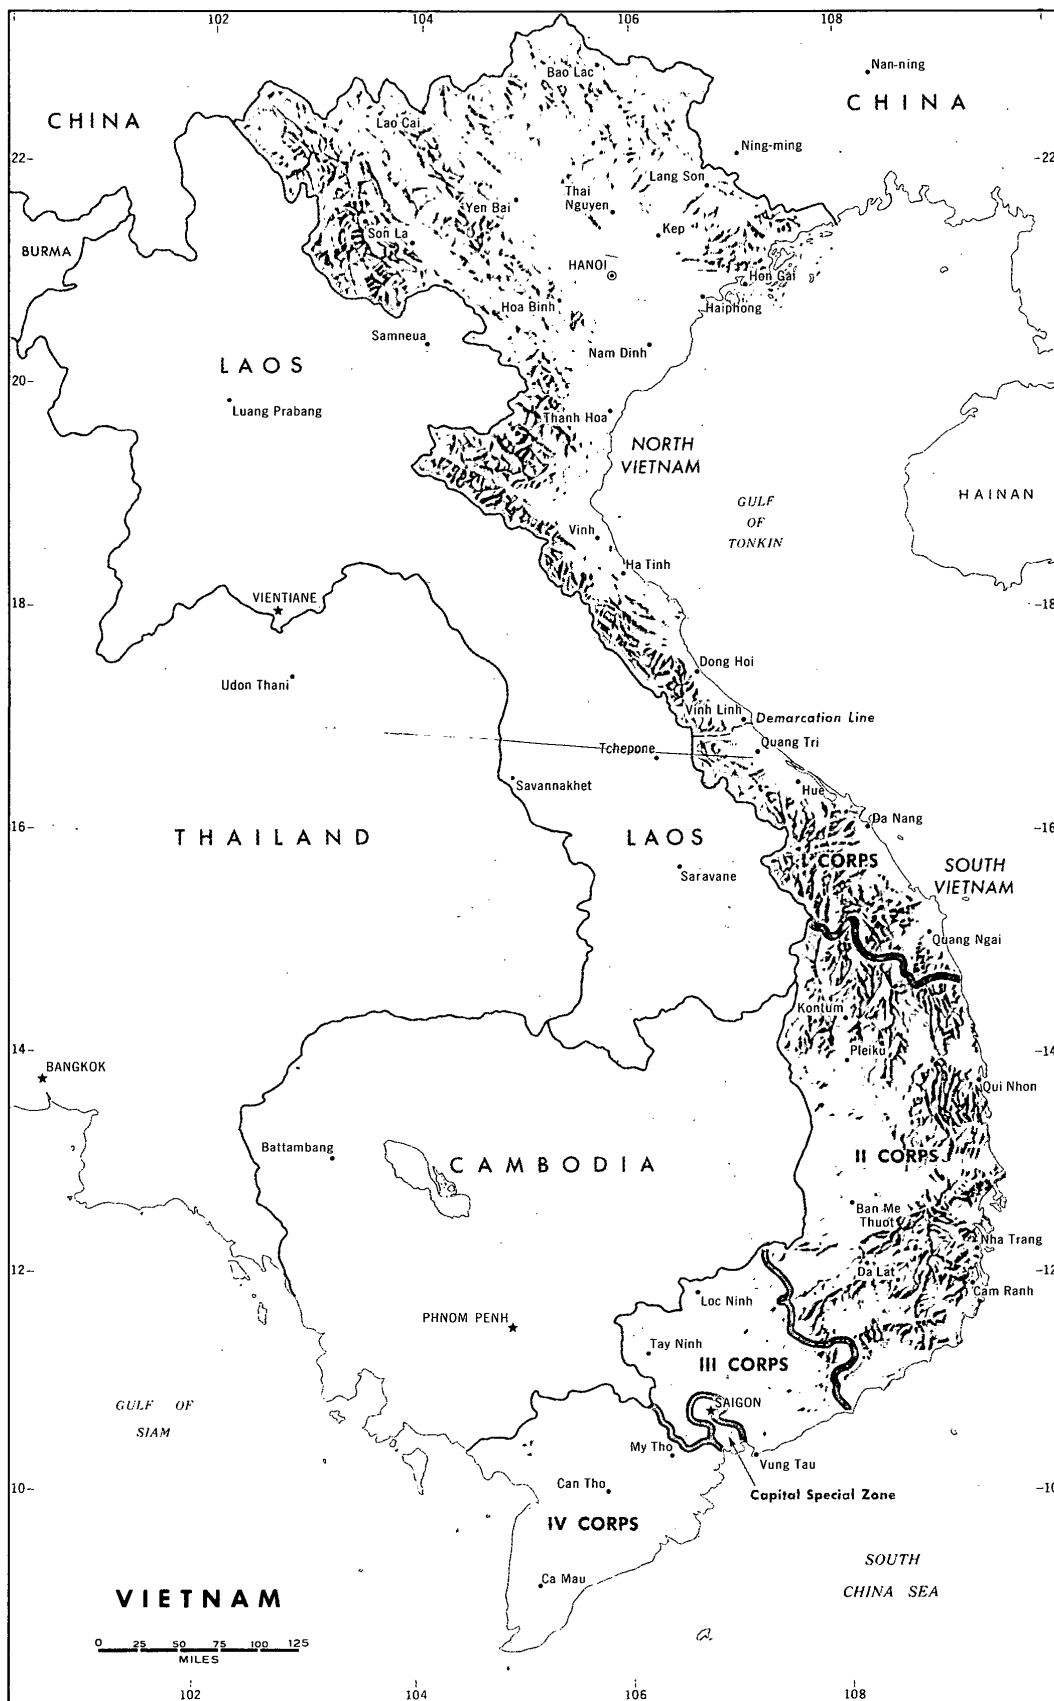 102 104 106 108
Bao Lac
Nan-ning
CHINA
CHINA
Lao Cai
Ning-ming
22-
-22
Lang Son
Thai
Nguyen
Yen Bai
Kep
Son La
BURMA
HANOI
Hon Gai
Hoa Binh
Haiphong
Samneua
Nam Dinh
LAOS
20-
Luang Prabang
Thanh Hoa
NORTH
VIETNAM
HAINAN
GULF
OF
TONKIN
Vinh
Ha Tinh
VIENTIANE
18-
-18
Dong Hoi
Udon Thani
Vinh Linh
Demarcation Line
Tchepone
Quang Tri
Savannakhet
Hue
Da Nang
16-
-16
THAILAND
LAOS
I CORPS
SOUTH
VIETNAM
Saravane
Quang Ngai
Kontum
14-
-14
Pleiku
BANGKOK
Qui Nhon
Battambang
CAMBODIA
II CORPS
Ban Me
Thuot
Nha Trang
12-
-12
Da Lat
Cam Ranh
Loc Ninh
PHNOM PENH
Tay Ninh
III CORPS
GULF OF
SIAM
SAIGON
My Tho
Vung Tau
Can Tho
Capital Special Zone
10-
-10
IV CORPS
SOUTH
CHINA SEA
Ca Mau
VIETNAM
0 25 50 75 100 125
MILES
102 104 106 108